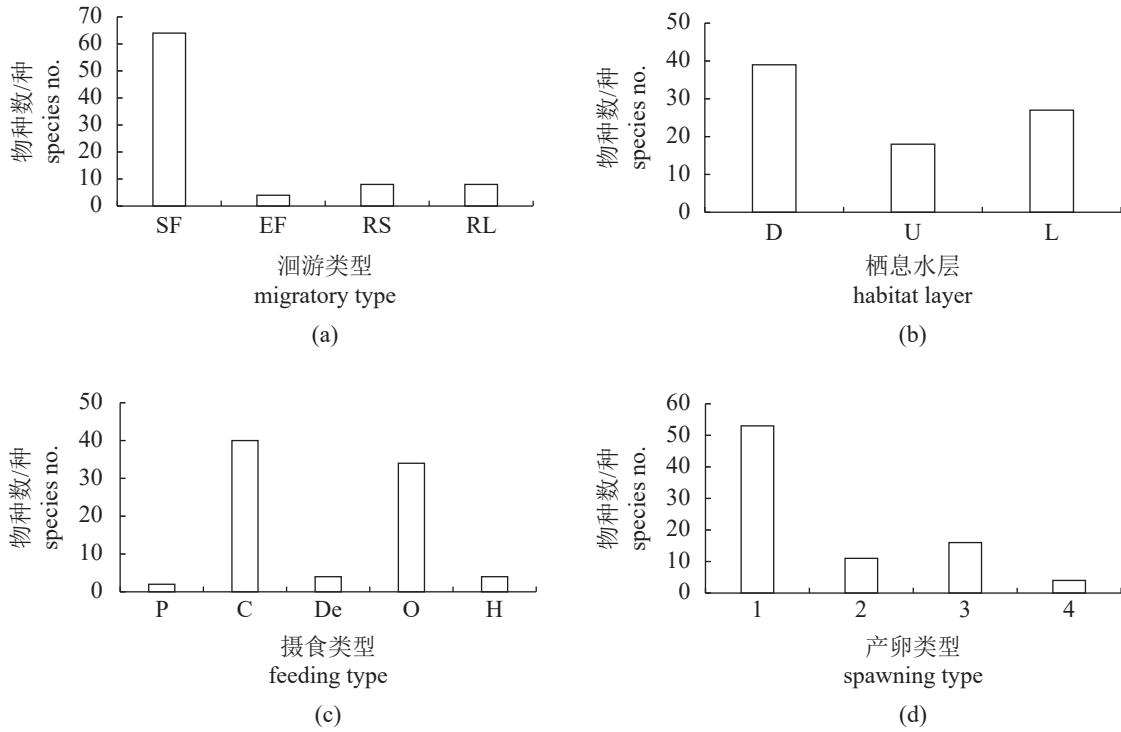 物种数/种
species no.
70
60
50
40
30
20
10
0
SF EF RS RL
洄游类型
migratory type
(a)
物种数/种
species no.
50
40
30
20
10
0
D U L
栖息水层
habitat layer
(b)
物种数/种
species no.
50
40
30
20
10
0
P C De O H
摄食类型
feeding type
(c)
物种数/种
species no.
60
50
40
30
20
10
0
1 2 3 4
产卵类型
spawning type
(d)